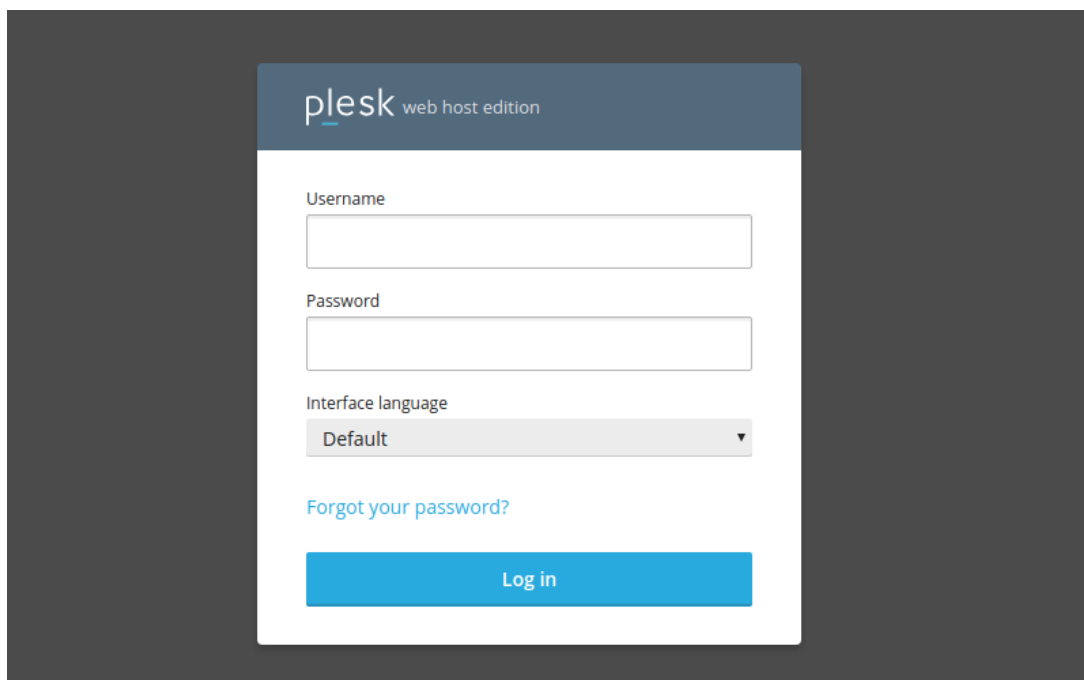 plesk web host edition
Username
Password
Interface language
Default
Forgot your password?
Log in